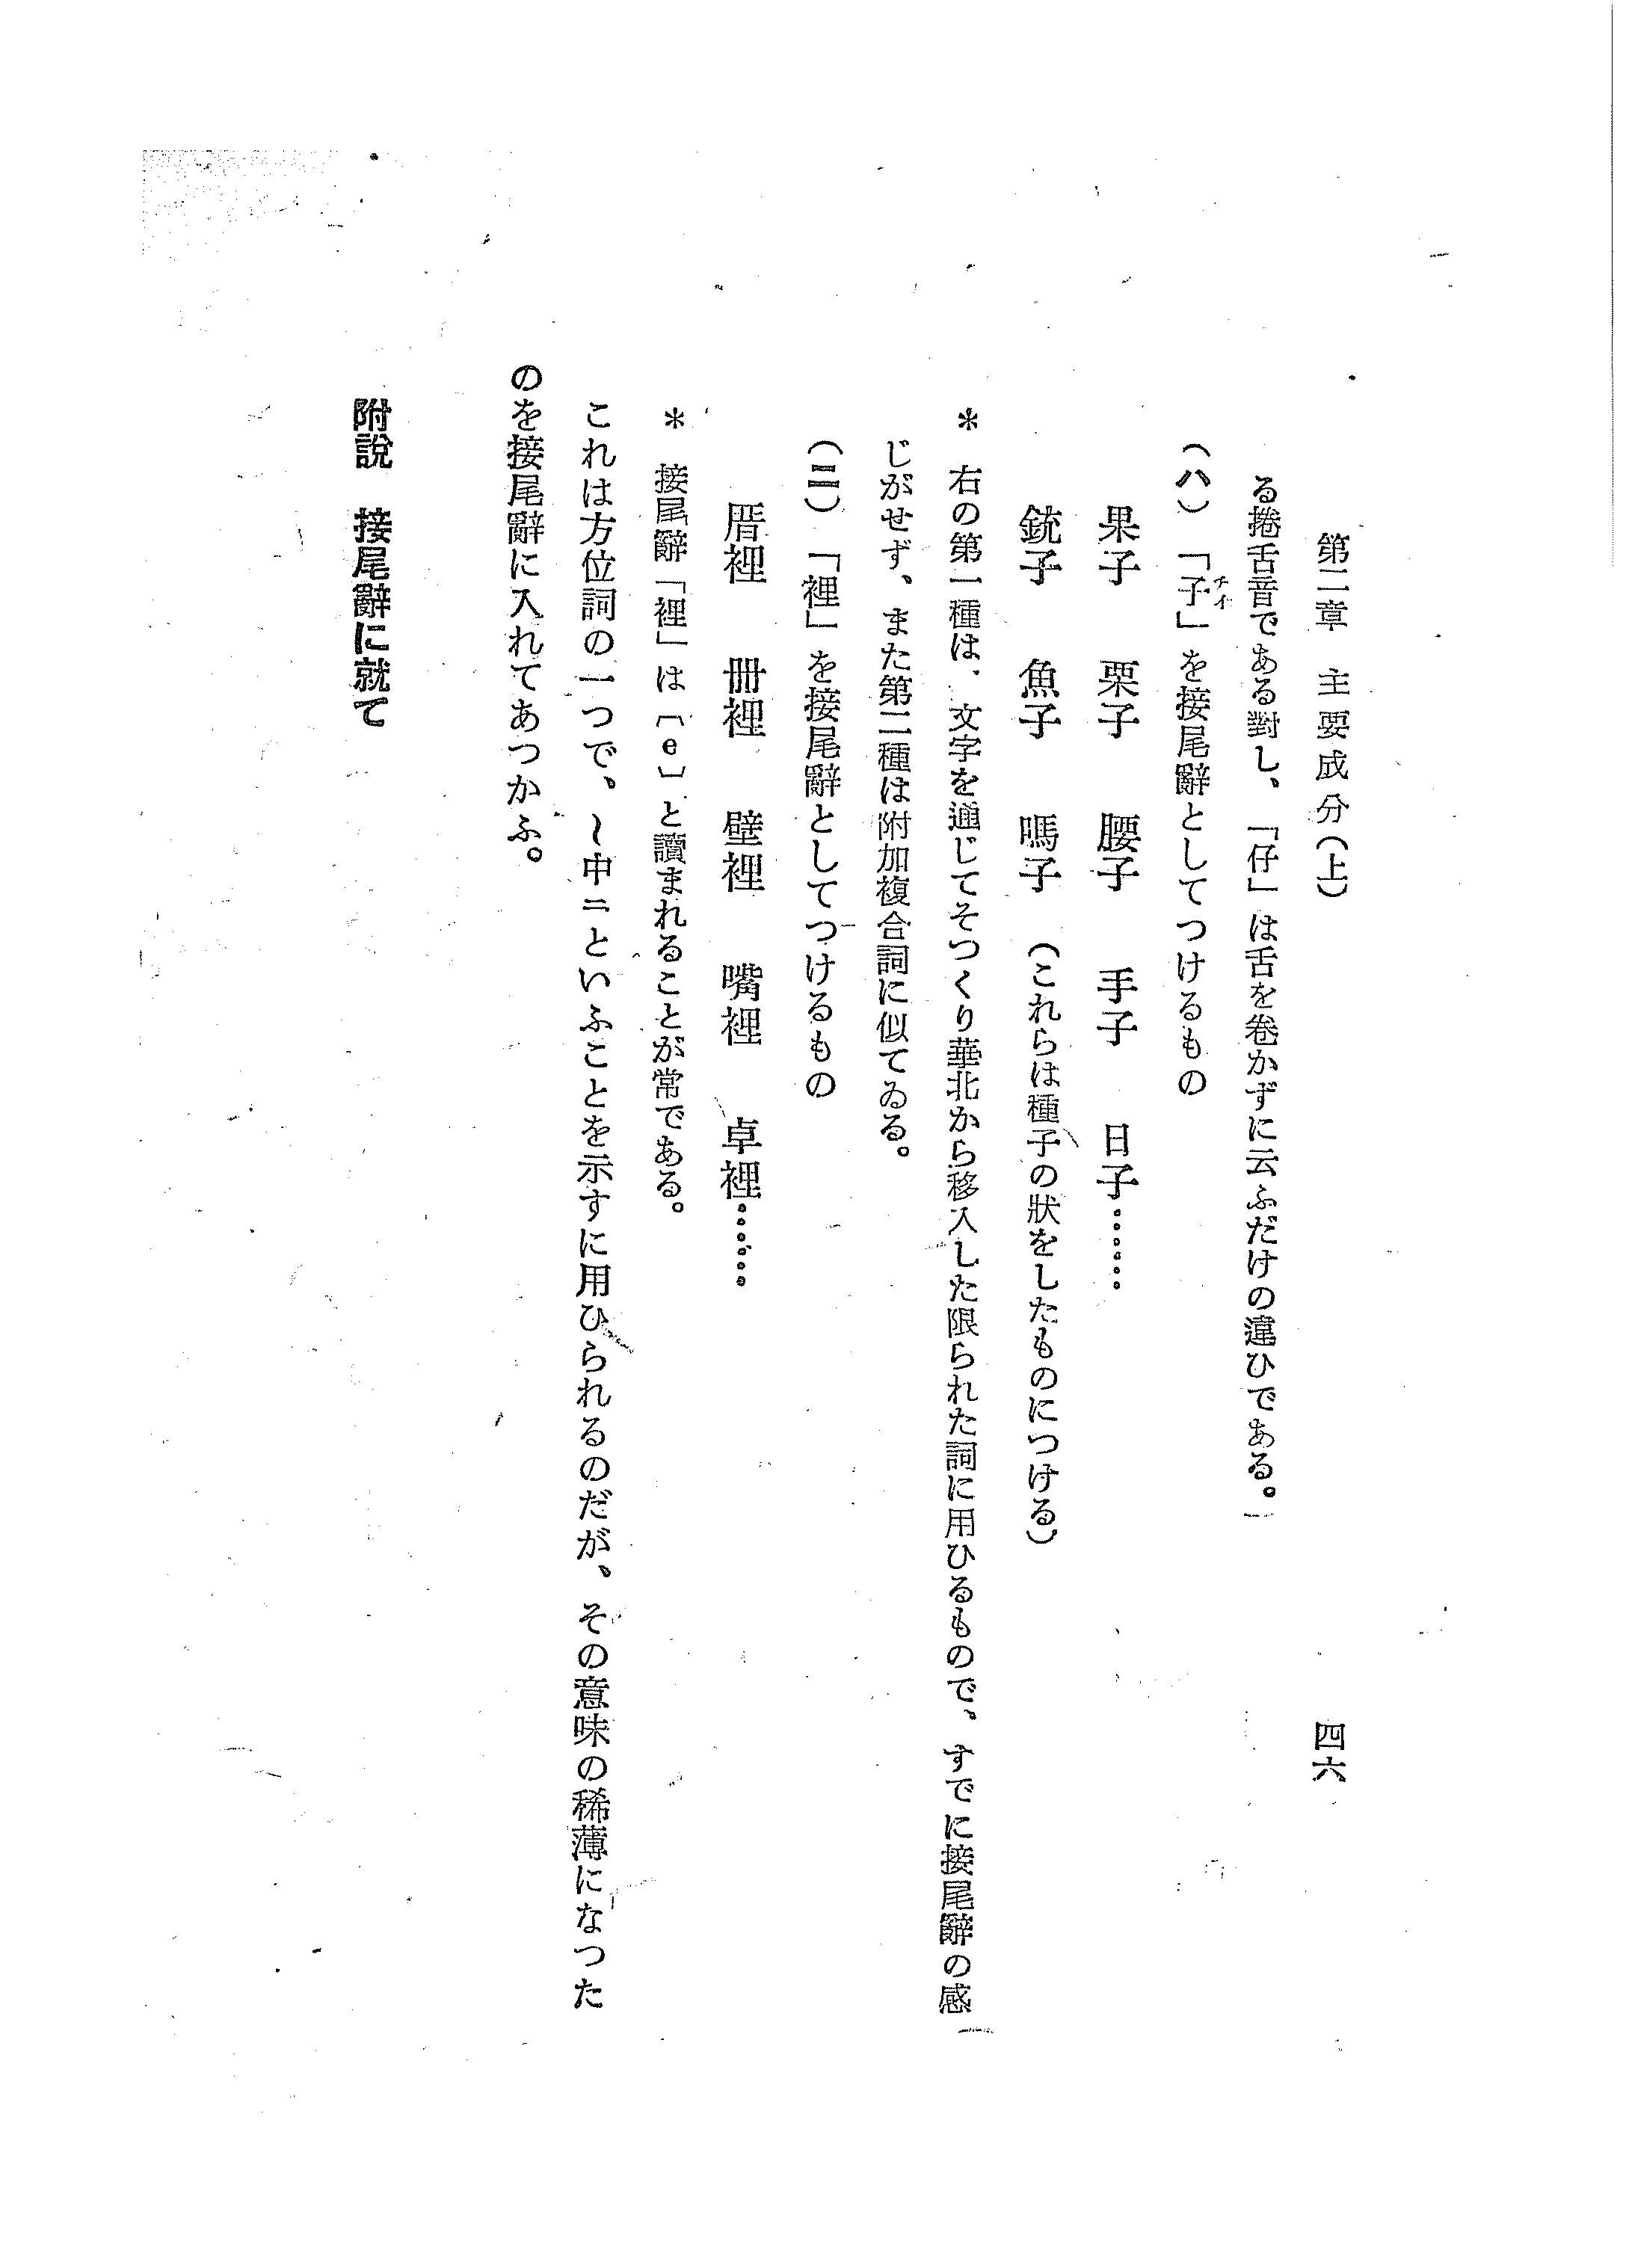 第二章　主要成分（上）
四六
る捲舌音である對し、「仔」は舌を卷かずに云ふだけの違ひである。
（ハ）「子」を接尾辭としてつけるもの
チイ
果子　栗子　腰子　手子　日子……
銃子　魚子　嗎子　（これらは種子の狀をしたものにつける）
＊　右の第一種は、文字を通じてそつくり華北から移入した限られた詞に用ひるもので、すでに接尾辭の感
じがせず、また第二種は附加複合詞に似てゐる。
（ニ）「裡」を接尾辭としてつけるもの
厝裡　冊裡　壁裡　嘴裡　卓裡……
＊　接尾辭「裡」は〔e〕と讀まれることが常である。
これは方位詞の一つで、〜中ニといふことを示すに用ひられるのだが、その意味の稀薄になつた
のを接尾辭に入れてあつかふ。
附說　接尾辭に就て